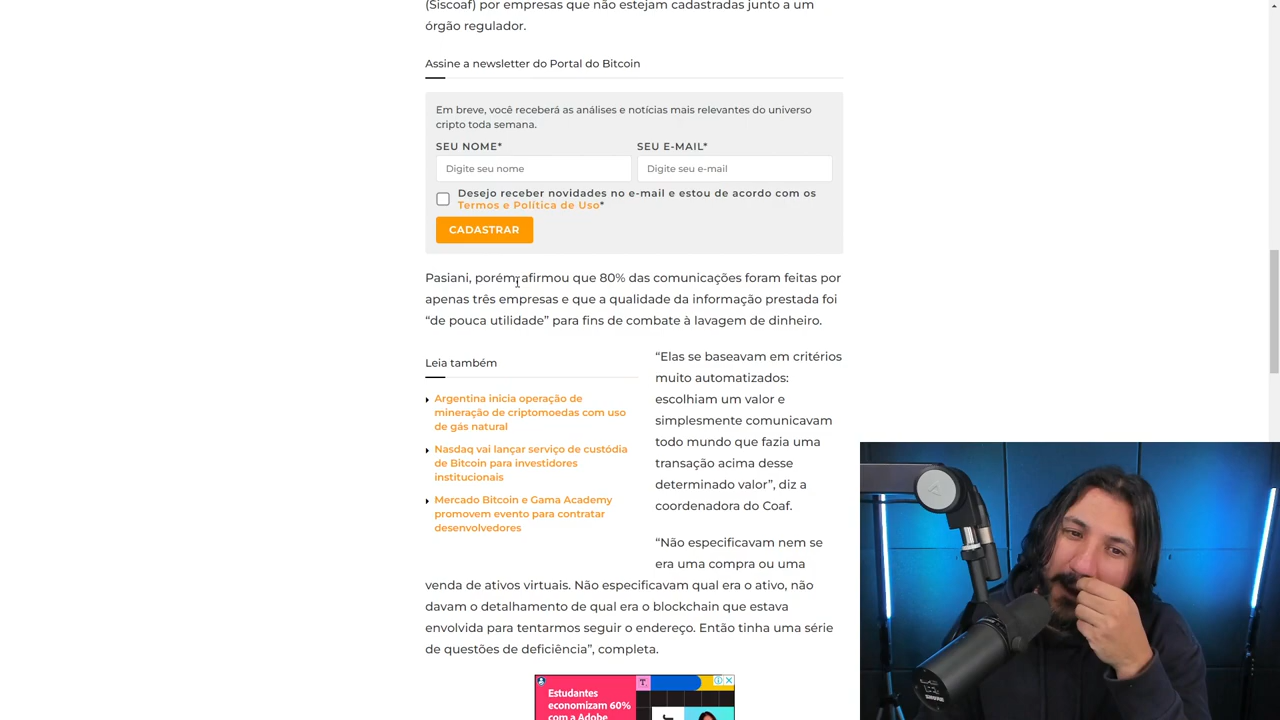 (Siscoaf) por empresas que não estejam cadastradas junto a um
órgão regulador.
Assine a newsletter do Portal do Bitcoin
Em breve, você receberá as análises e notícias mais relevantes do universo
cripto toda semana.
SEU NOME*
SEU E-MAIL*
Digite seu nome
Digite seu e-mail
Desejo receber novidades no e-mail e estou de acordo com os
Termos e Política de Uso*
CADASTRAR
Pasiani, porém afirmou que 80% das comunicações foram feitas por
apenas três empresas e que a qualidade da informação prestada foi
“de pouca utilidade” para fins de combate à lavagem de dinheiro.
Leia também
Argentina inicia operação de
mineração de criptomoedas com uso
de gás natural
Nasdaq vai lançar serviço de custódia
de Bitcoin para investidores
institucionais
Mercado Bitcoin e Gama Academy
promovem evento para contratar
desenvolvedores
“Elas se baseavam em critérios
muito automatizados:
escolhiam um valor e
simplesmente comunicavam
todo mundo que fazia uma
transação acima desse
determinado valor”, diz a
coordenadora do Coaf.
“Não especificavam nem se
era uma compra ou uma
venda de ativos virtuais. Não especificavam qual era o ativo, não
davam o detalhamento de qual era o blockchain que estava
envolvida para tentarmos seguir o endereço. Então tinha uma série
de questões de deficiência”, completa.
Estudantes
economizam 60%
com a Adobe